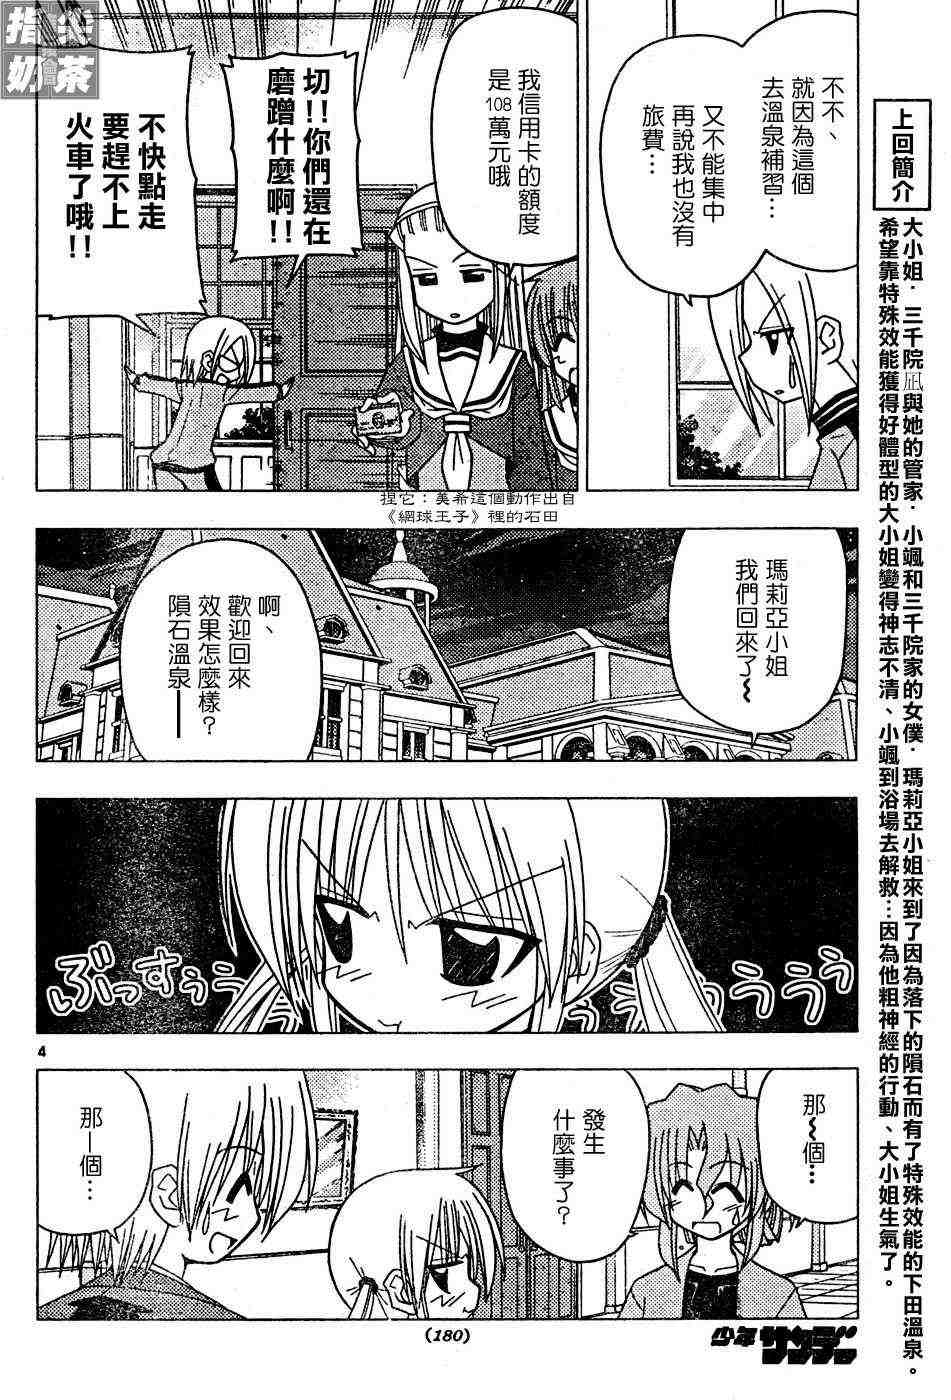 指尖
奶茶
上回簡介
大小姐．三千院凪與她的管家．小颯和三千院家的女僕．瑪莉亞小姐來到了因為落下的隕石而有了特殊效能的下田溫泉。
希望靠特殊效能獲得好體型的大小姐變得神志不清、小颯到浴場去解救…因為他粗神經的行動、大小姐生氣了。
不不、
就因為這個
去溫泉補習…
又不能集中
再說我也沒有
旅費…
我信用卡的額度
是108萬元哦
切!!你們還在
磨蹭什麼啊!!
不快點走
要趕不上
火車了哦!!
捏它：美希這個動作出自
《網球王子》裡的石田
瑪莉亞小姐
我們回來了~
啊、
歡迎回來
效果怎麼樣?
隕石溫泉—
ぶっすぅぅ
うぅぅぅ
4
那~個…
發生
什麼事了?
那—個…
(180)
少年サンデー